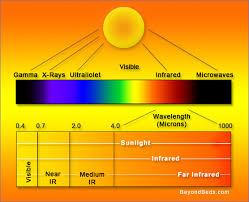 Visible
Gamma X-Rays Ultraliolet Infrared Microwaves
Wavelength
(Microns)
0.4 0.7 2.0 4.0 1000
Visible
Near IR
Medium IR
Sunlight
Infrared
Far Infrared
BeyondBeds.com